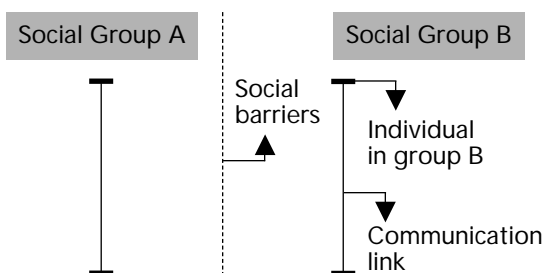 Social Group A
Social Group B
Social
barriers
Individual
in group B
Communication
link